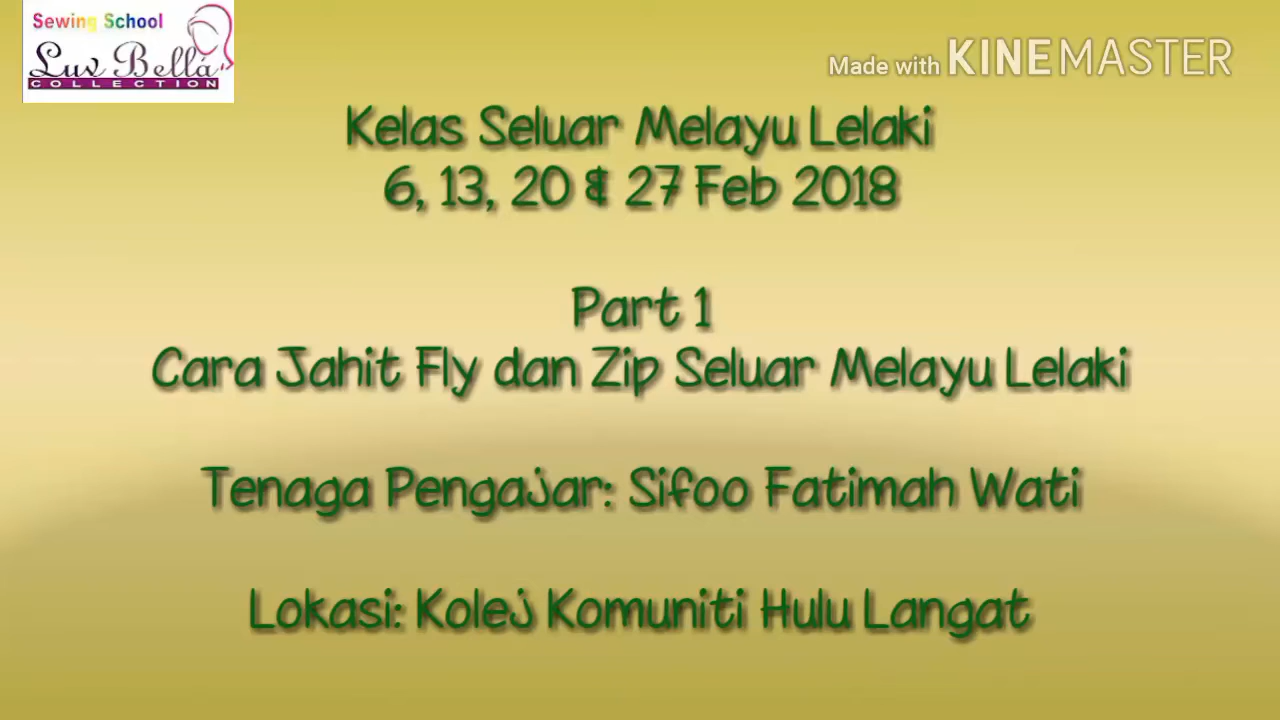 Sewing School
Luv Bella
COLLECTION
Made with KINEMASTER
Kelas Seluar Melayu Lelaki
6, 13, 20 & 27 Feb 2018
Part 1
Cara Jahit Fly dan Zip Seluar Melayu Lelaki
Tenaga Pengajar: Sifoo Fatimah Wati
Lokasi: Kolej Komuniti Hulu Langat